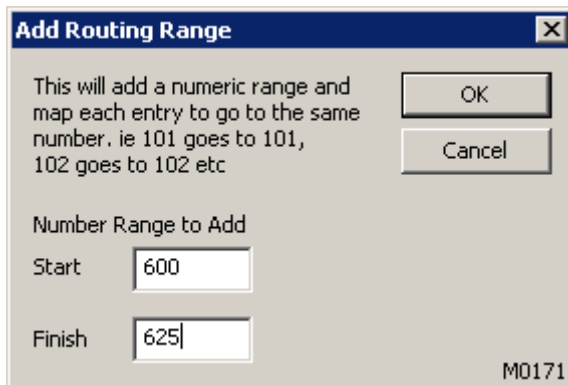 Add Routing Range
This will add a numeric range and
map each entry to go to the same
number. ie 101 goes to 101,
102 goes to 102 etc
OK
Cancel
Number Range to Add
Start 600
Finish 625
M0171